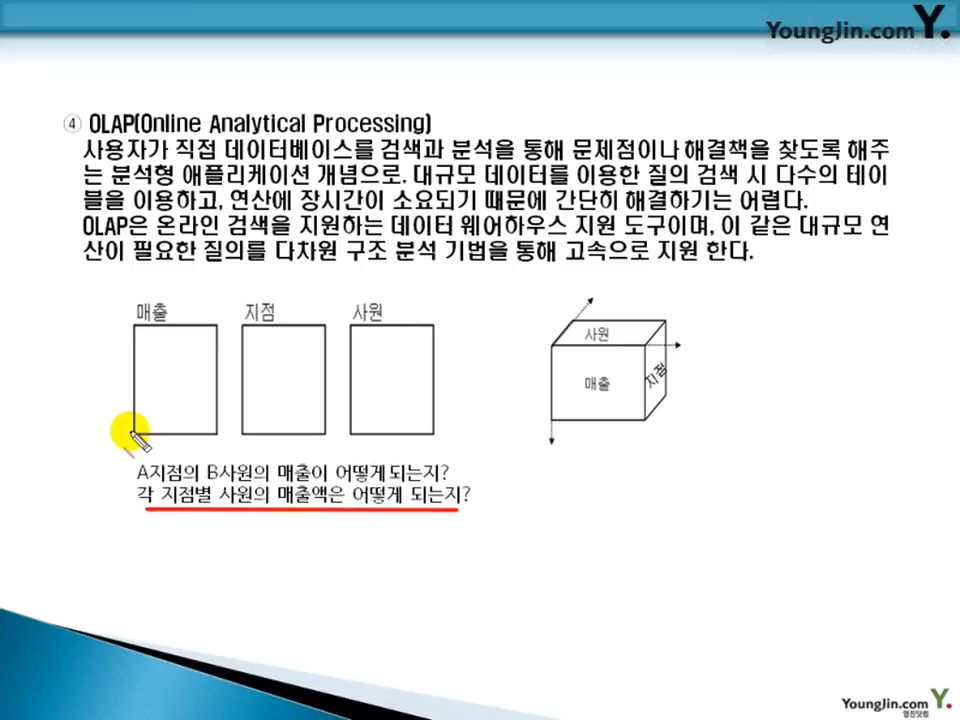 YoungJin.com Y.
④ OLAP(Online Analytical Processing)
사용자가 직접 데이터베이스를 검색과 분석을 통해 문제점이나 해결책을 찾도록 해주
는 분석형 애플리케이션 개념으로. 대규모 데이터를 이용한 질의 검색 시 다수의 테이
블을 이용하고, 연산에 장시간이 소요되기 때문에 간단히 해결하기는 어렵다.
OLAP은 온라인 검색을 지원하는 데이터 웨어하우스 지원 도구이며, 이 같은 대규모 연
산이 필요한 질의를 다차원 구조 분석 기법을 통해 고속으로 지원 한다.
매출 지점 사원
사원
매출
지점
A지점의 B사원의 매출이 어떻게 되는지?
각 지점별 사원의 매출액은 어떻게 되는지?
YoungJin.com Y.
영진닷컴